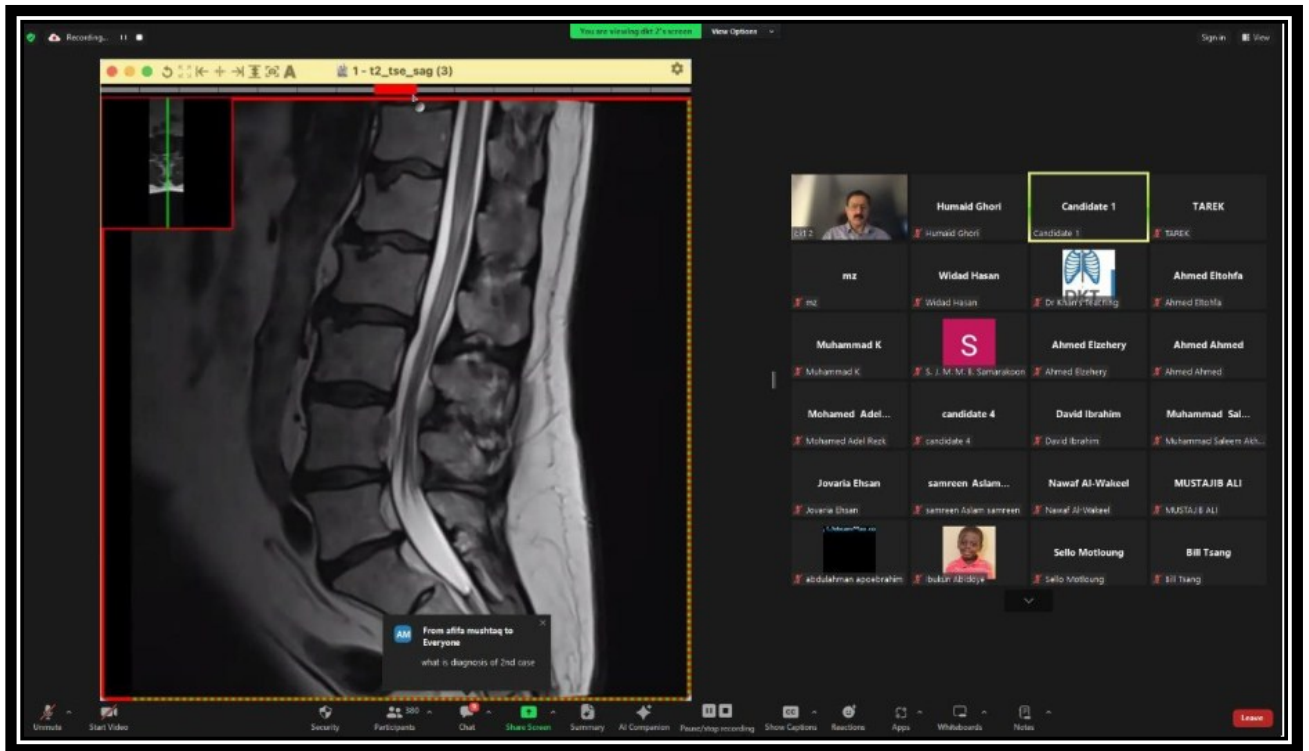 Recording...
You are viewing dkt 2's screen
View Options
Sign in
View
1 - t2_tse_sag (3)
dkt 2
Humaid Ghori
Humaid Ghori
Candidate 1
Candidate 1
TAREK
TAREK
mz
mz
Widad Hasan
Widad Hasan
DKT
Dr Khan's Teaching
Ahmed Eltohfa
Ahmed Eltohfa
Muhammad K
Muhammad K
S
S. J. M. M. B. Samarakoon
Ahmed Elzehery
Ahmed Elzehery
Ahmed Ahmed
Ahmed Ahmed
Mohamed Adel...
Mohamed Adel Rezk
candidate 4
candidate 4
David Ibrahim
David Ibrahim
Muhammad Sal...
Muhammad Saleem Akh...
Jovaria Ehsan
Jovaria Ehsan
samreen Aslam...
samreen Aslam samreen
Nawaf Al-Wakeel
Nawaf Al-Wakeel
MUSTAJIB ALI
MUSTAJIB ALI
abdulahman apoebrahim
Ibukun Abidoye
Sello Motloung
Sello Motloung
Bill Tsang
Bill Tsang
AM
From afifa mushtaq to
Everyone
what is diagnosis of 2nd case
Unmute
Start Video
Security
380
Participants
Chat
Share Screen
Summary
AI Companion
Pause/stop recording
CC
Show Captions
Reactions
Apps
Whiteboards
Notes
Leave